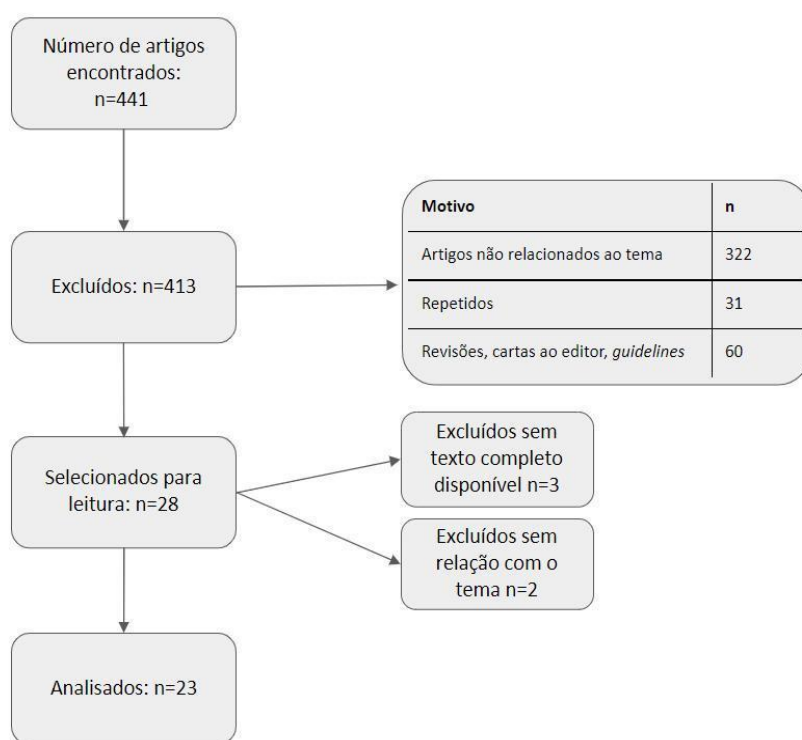 Número de artigos
encontrados:
n=441
Excluídos: n=413
Motivo n
Artigos não relacionados ao tema 322
Repetidos 31
Revisões, cartas ao editor, guidelines 60
Selecionados para
leitura: n=28
Excluídos sem
texto completo
disponível n=3
Excluídos sem
relação com o
tema n=2
Analisados: n=23